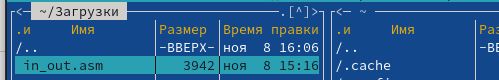 <─ ~/Загрузки ──.[^]>┐┌<─ ~
.и Имя Размер Время правки .и Имя
/.. -ВВЕРХ- ноя 8 16:06 /..
in_out.asm 3942 ноя 8 15:16 /.cache